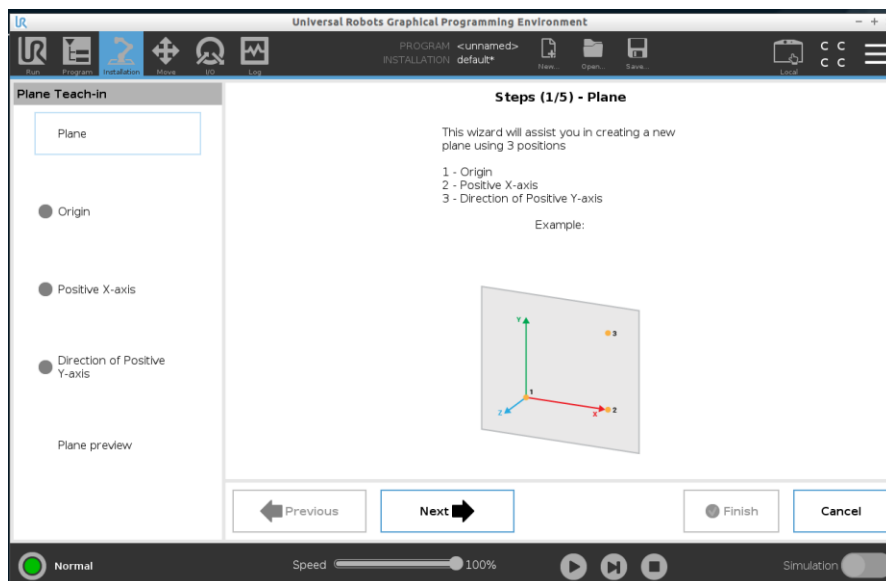 Universal Robots Graphical Programming Environment
UR
Run
Program
Installation
Move
I/O
Log
PROGRAM <unnamed>
INSTALLATION default*
New...
Open...
Save...
Local
C C
C C
Plane Teach-in
Plane
Origin
Positive X-axis
Direction of Positive
Y-axis
Plane preview
Steps (1/5) - Plane
This wizard will assist you in creating a new
plane using 3 positions
1 - Origin
2 - Positive X-axis
3 - Direction of Positive Y-axis
Example:
Y
3
1
Z
X
2
Previous
Next
Finish
Cancel
Normal
Speed
100%
Simulation